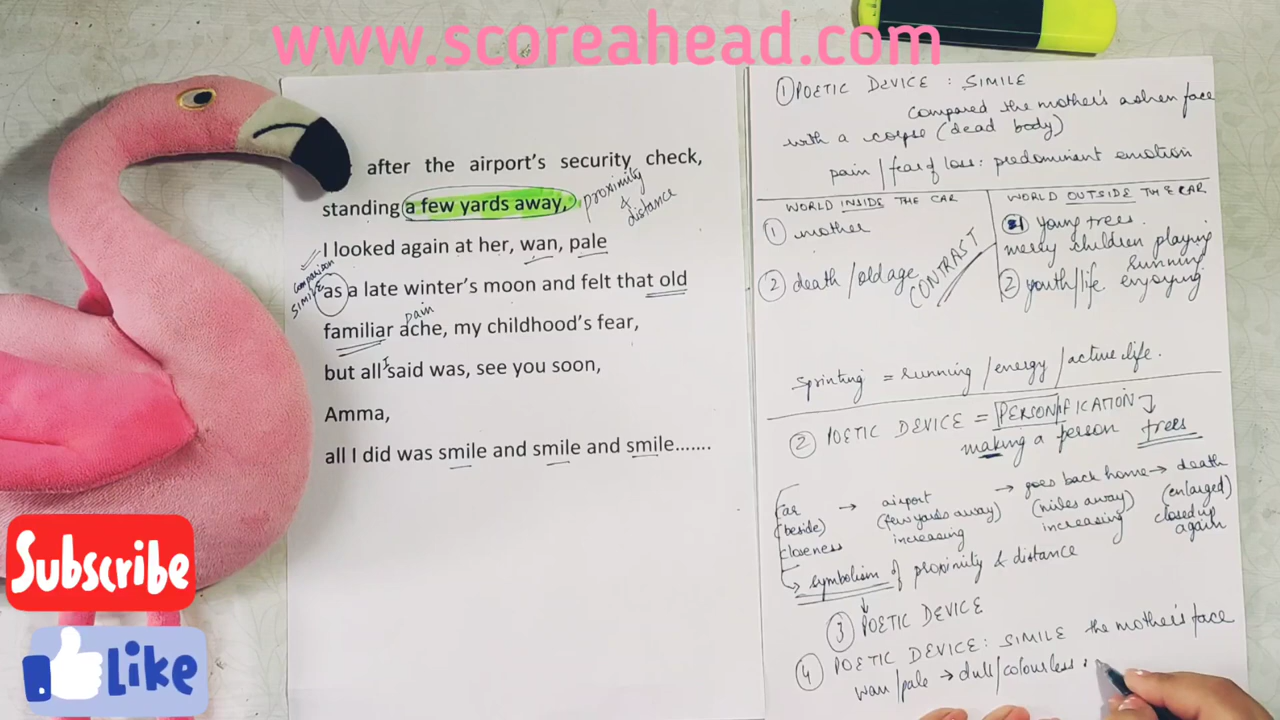 www.scoreahead.com
after the airport's security check,
standing a few yards away,
proximity
&
distance
I looked again at her, wan, pale
comparison
SIMILE
as a late winter's moon and felt that old
pain
familiar ache, my childhood's fear,
but all I said was, see you soon,
Amma,
all I did was smile and smile and smile.......
Subscribe
Like
① POETIC DEVICE : SIMILE
Compared the mother's ashen face
with a corpse (dead body)
pain / fear of loss : predominant emotion
WORLD INSIDE THE CAR
① mother
② death / old age
CONTRAST
WORLD OUTSIDE THE CAR
young trees.
merry children playing
running
② youth / life enjoying
Sprinting = running / energy / active life.
② POETIC DEVICE = PERSONIFICATION
making a person trees
car → airport → goes back home → death
(beside) (few yards away) (miles away) (enlarged)
closeness increasing increasing closed up
again
→ symbolism of proximity & distance
③ POETIC DEVICE
④ POETIC DEVICE: SIMILE the mother's face
wan/pale → dull/colourless